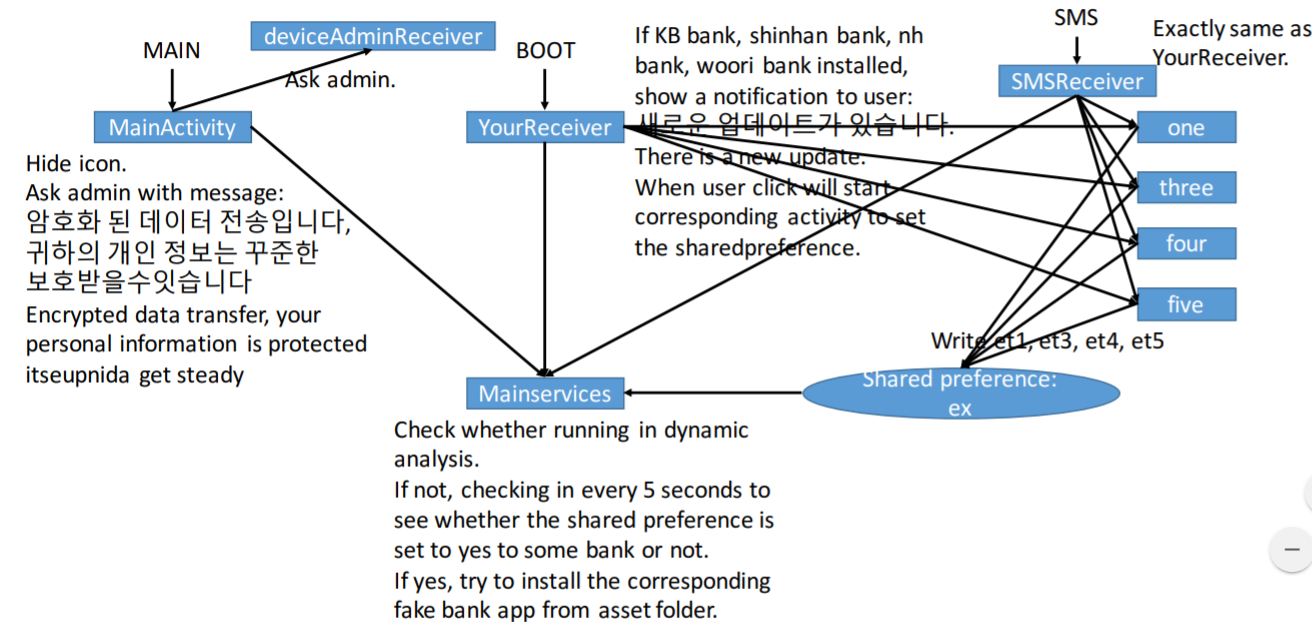 deviceAdminReceiver
MAIN
Ask admin.
MainActivity
Hide icon.
Ask admin with message:
암호화 된 데이터 전송입니다,
귀하의 개인 정보는 꾸준한
보호받을수잇습니다
Encrypted data transfer, your
personal information is protected
itseupnida get steady
BOOT
YourReceiver
If KB bank, shinhan bank, nh
bank, woori bank installed,
show a notification to user:
새로운 업데이트가 있습니다.
There is a new update.
When user click will start
corresponding activity to set
the sharedpreference.
SMS
SMSReceiver
Exactly same as
YourReceiver.
one
three
four
five
Write et1, et3, et4, et5
Shared preference:
ex
Mainservices
Check whether running in dynamic
analysis.
If not, checking in every 5 seconds to
see whether the shared preference is
set to yes to some bank or not.
If yes, try to install the corresponding
fake bank app from asset folder.